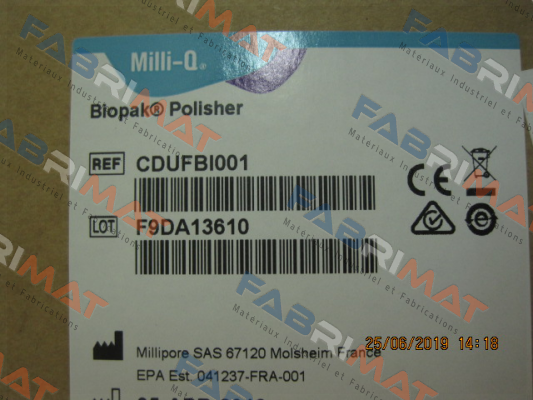 Milli-Q®
Biopak® Polisher
REF CDUFBI001
LOT F9DA13610
CE
Millipore SAS 67120 Molsheim France
EPA Est. 041237-FRA-001
25/06/2019 14:18
FABRIMAT
Materiaux Industriel et Fabrications